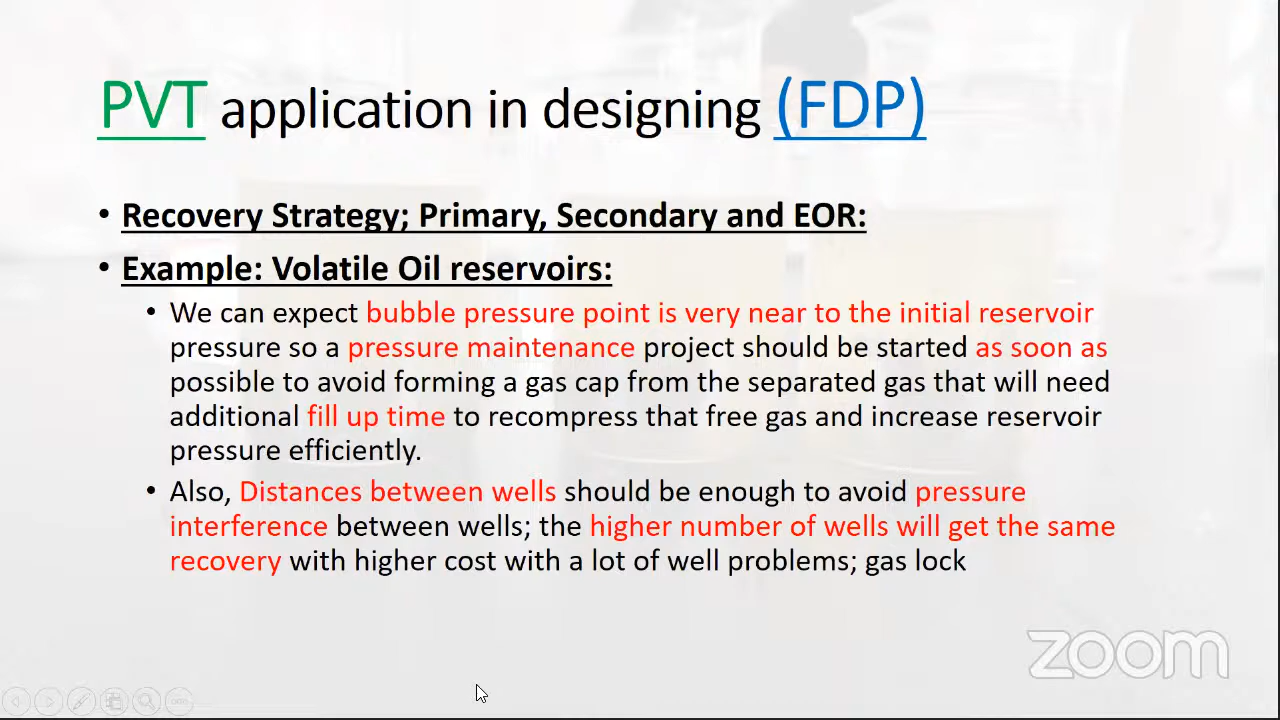 PVT application in designing (FDP)
• Recovery Strategy; Primary, Secondary and EOR:
• Example: Volatile Oil reservoirs:
• We can expect bubble pressure point is very near to the initial reservoir
pressure so a pressure maintenance project should be started as soon as
possible to avoid forming a gas cap from the separated gas that will need
additional fill up time to recompress that free gas and increase reservoir
pressure efficiently.
• Also, Distances between wells should be enough to avoid pressure
interference between wells; the higher number of wells will get the same
recovery with higher cost with a lot of well problems; gas lock
zoom